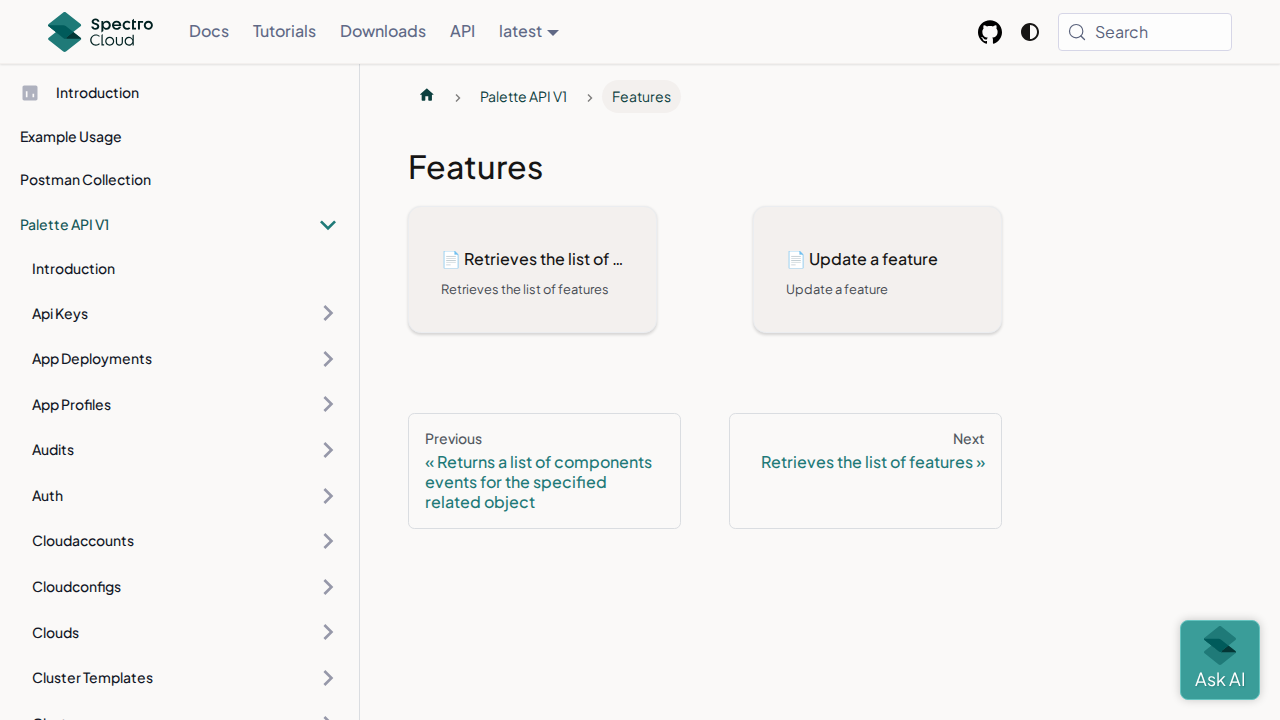 Spectro
Cloud
Docs
Tutorials
Downloads
API
latest
Search
Introduction
Example Usage
Postman Collection
Palette API V1
Introduction
Api Keys
App Deployments
App Profiles
Audits
Auth
Cloudaccounts
Cloudconfigs
Clouds
Cluster Templates
Palette API V1
Features
Features
Retrieves the list of ...
Retrieves the list of features
Update a feature
Update a feature
Previous
« Returns a list of components
events for the specified
related object
Next
Retrieves the list of features »
Ask AI